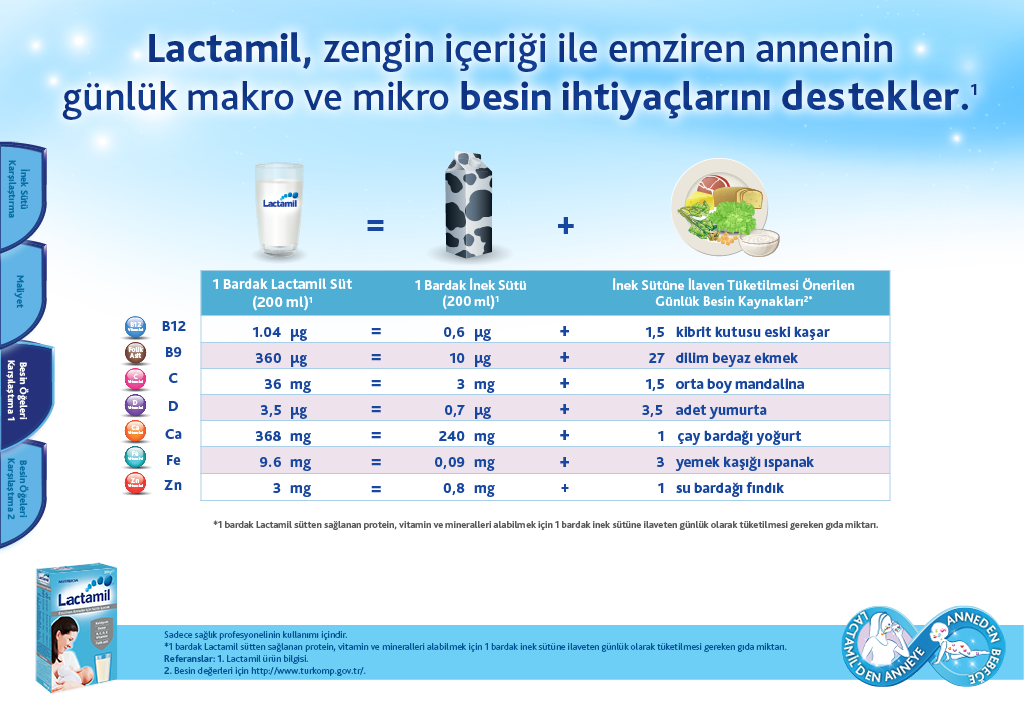 Lactamil, zengin içeriği ile emziren annenin
günlük makro ve mikro besin ihtiyaçlarını destekler.¹
İnek Sütü
Karşılaştırma
Maliyet
Besin Öğeleri
Karşılaştırma 1
Besin Öğeleri
Karşılaştırma 2
Lactamil
=
+
1 Bardak Lactamil Süt
(200 ml)¹
1 Bardak İnek Sütü
(200 ml)¹
İnek Sütüne İlaven Tüketilmesi Önerilen
Günlük Besin Kaynakları²*
B12 B12 1.04 µg = 0,6 µg + 1,5 kibrit kutusu eski kaşar
Folik Asit B9 360 µg = 10 µg + 27 dilim beyaz ekmek
C C 36 mg = 3 mg + 1,5 orta boy mandalina
D D 3,5 µg = 0,7 µg + 3,5 adet yumurta
Ca Ca 368 mg = 240 mg + 1 çay bardağı yoğurt
Fe Fe 9.6 mg = 0,09 mg + 3 yemek kaşığı ıspanak
Zn Zn 3 mg = 0,8 mg + 1 su bardağı fındık
*1 bardak Lactamil sütten sağlanan protein, vitamin ve mineralleri alabilmek için 1 bardak inek sütüne ilaveten günlük olarak tüketilmesi gereken gıda miktarı.
NUTRICIA
Lactamil
Sadece sağlık profesyonelinin kullanımı içindir.
*1 bardak Lactamil sütten sağlanan protein, vitamin ve mineralleri alabilmek için 1 bardak inek sütüne ilaveten günlük olarak tüketilmesi gereken gıda miktarı.
Referanslar: 1. Lactamil ürün bilgisi.
2. Besin değerleri için http://www.turkomp.gov.tr/.
LACTAMIL'DEN ANNEYE
ANNEDEN BEBEĞE